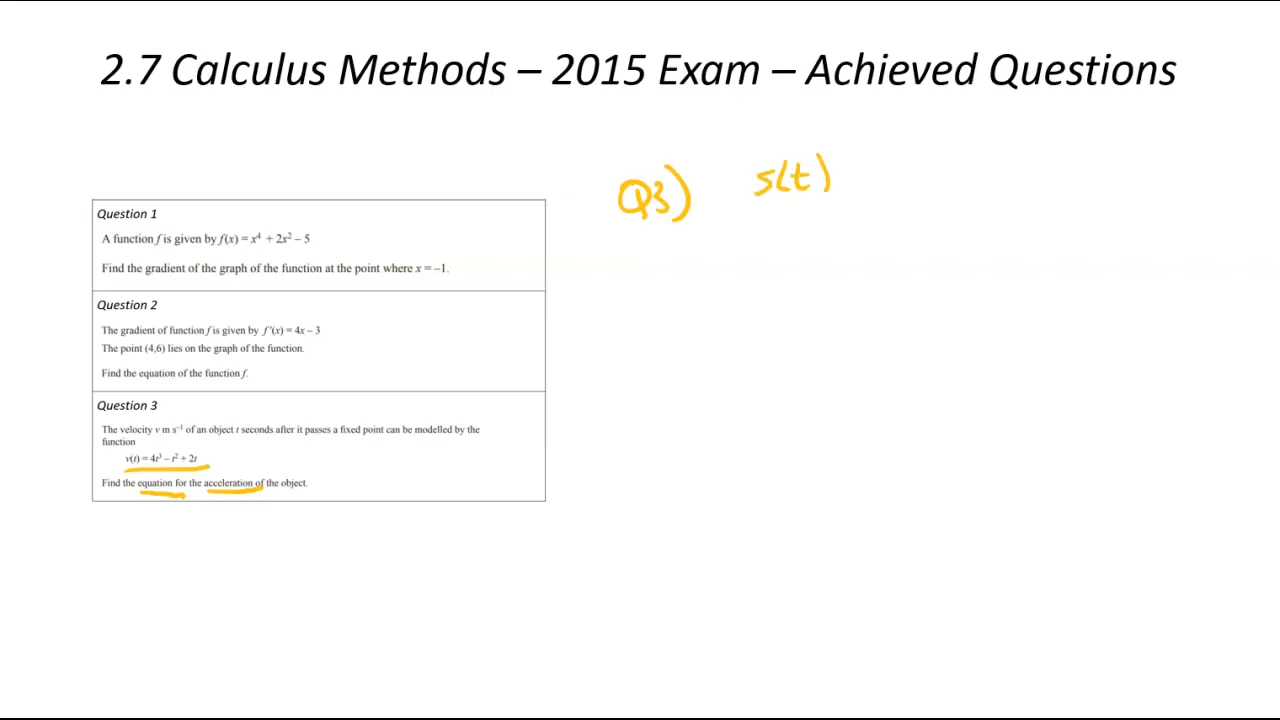 2.7 Calculus Methods – 2015 Exam – Achieved Questions
Question 1
A function f is given by f(x) = x⁴ + 2x² – 5
Find the gradient of the graph of the function at the point where x = –1.
Question 2
The gradient of function f is given by f′(x) = 4x – 3
The point (4,6) lies on the graph of the function.
Find the equation of the function f.
Question 3
The velocity v m s⁻¹ of an object t seconds after it passes a fixed point can be modelled by the
function
v(t) = 4t³ – t² + 2t
Find the equation for the acceleration of the object.
Q3) s(t)